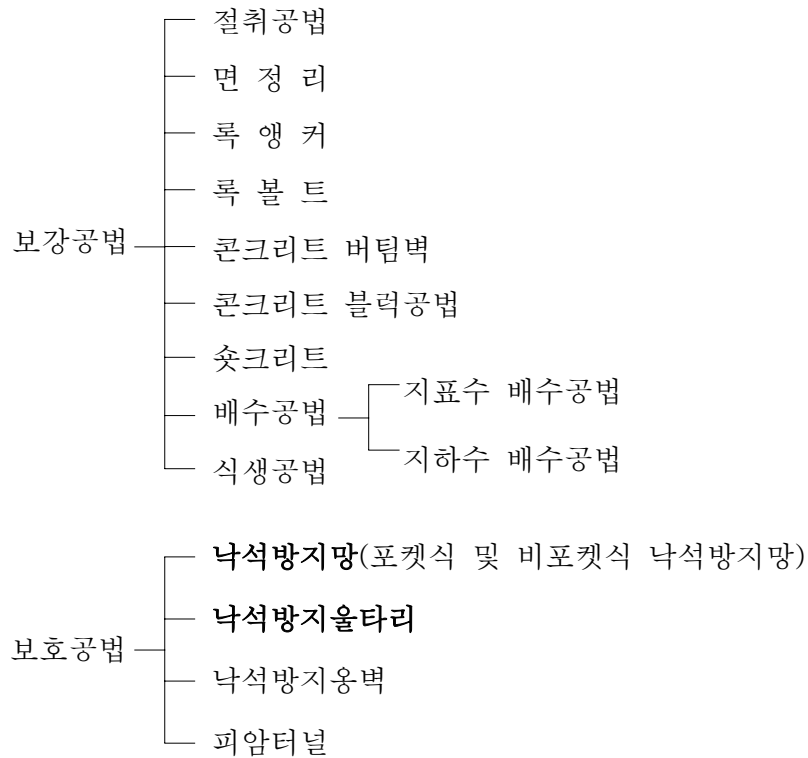 절취공법
면 정 리
록 앵 커
록 볼 트
보강공법
콘크리트 버팀벽
콘크리트 블럭공법
숏크리트
배수공법
지표수 배수공법
지하수 배수공법
식생공법
낙석방지망(포켓식 및 비포켓식 낙석방지망)
낙석방지울타리
보호공법
낙석방지옹벽
피암터널